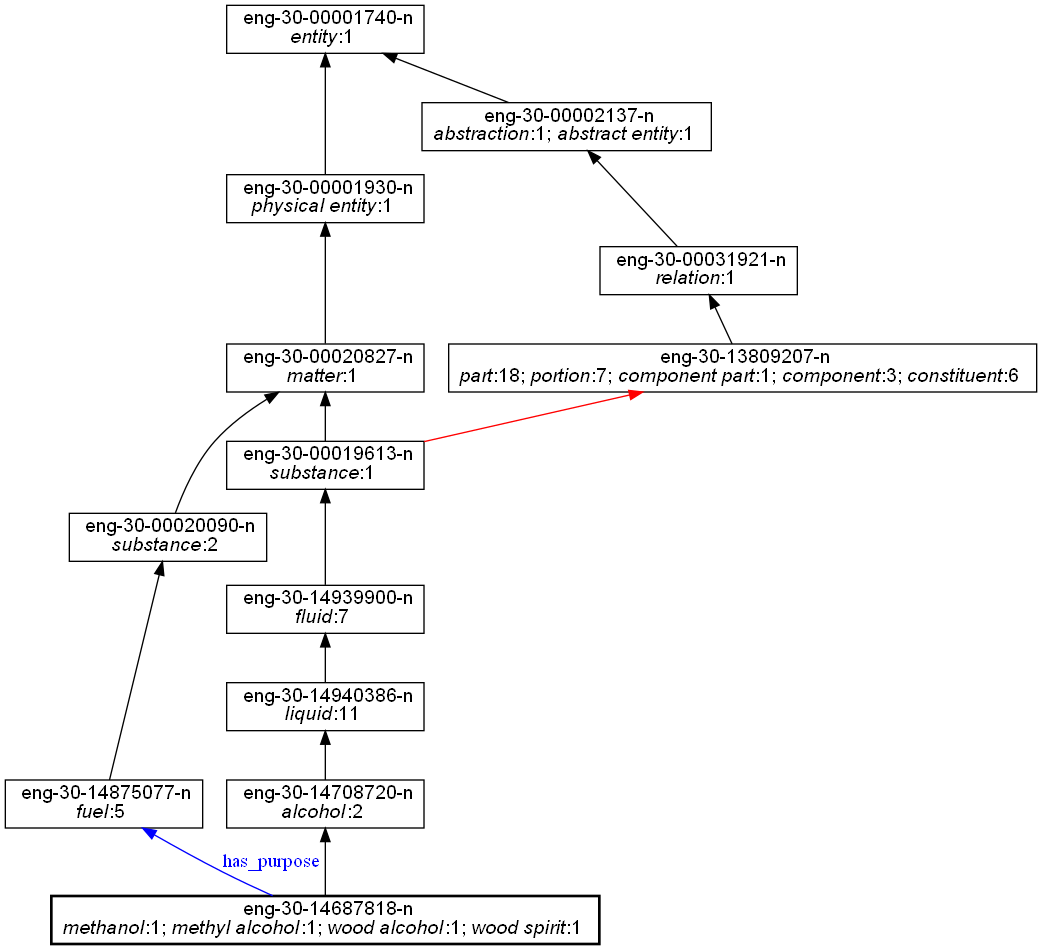 eng-30-00001740-n
entity:1
eng-30-00002137-n
abstraction:1; abstract entity:1
eng-30-00001930-n
physical entity:1
eng-30-00031921-n
relation:1
eng-30-00020827-n
matter:1
eng-30-13809207-n
part:18; portion:7; component part:1; component:3; constituent:6
eng-30-00019613-n
substance:1
eng-30-00020090-n
substance:2
eng-30-14939900-n
fluid:7
eng-30-14940386-n
liquid:11
eng-30-14875077-n
fuel:5
eng-30-14708720-n
alcohol:2
has_purpose
eng-30-14687818-n
methanol:1; methyl alcohol:1; wood alcohol:1; wood spirit:1